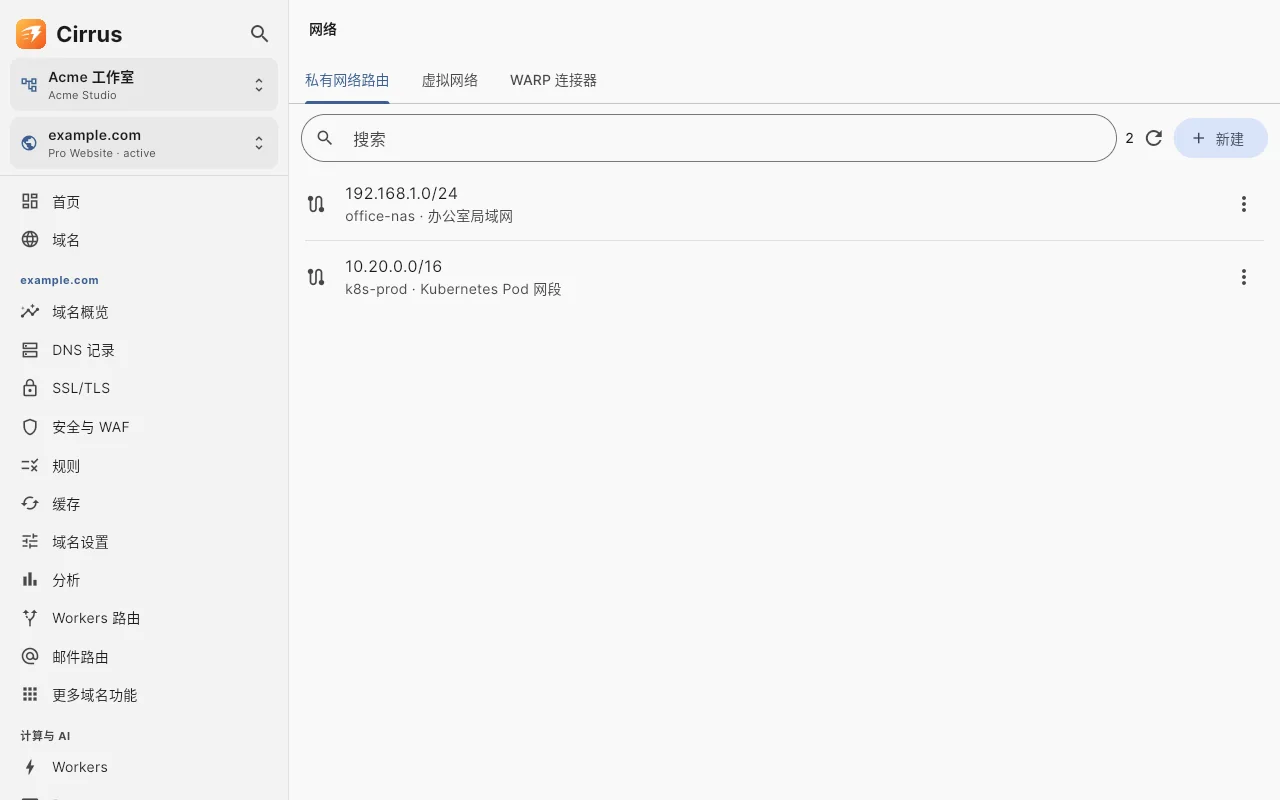 Cirrus
Acme 工作室
Acme Studio
example.com
Pro Website · active
首页
域名
example.com
域名概览
DNS 记录
SSL/TLS
安全与 WAF
规则
缓存
域名设置
分析
Workers 路由
邮件路由
更多域名功能
计算与 AI
Workers
网络
私有网络路由
虚拟网络
WARP 连接器
搜索
2
新建
192.168.1.0/24
office-nas · 办公室局域网
10.20.0.0/16
k8s-prod · Kubernetes Pod 网段